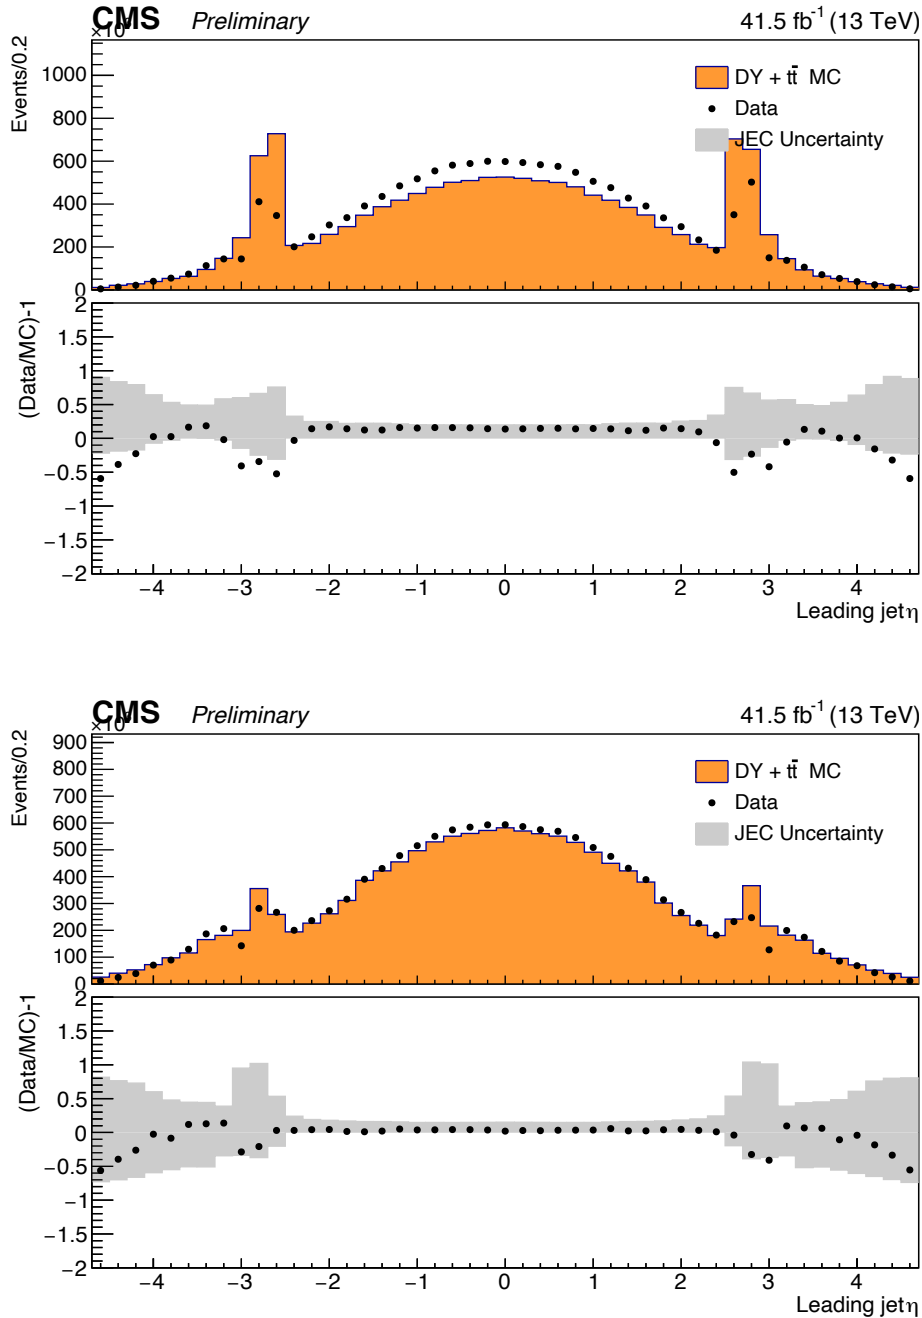 CMS Preliminary 41.5 fb⁻¹ (13 TeV)
Events/0.2
1000
800
600
400
200
0
DY + tt̄ MC
Data
JEC Uncertainty
(Data/MC)-1
2
1.5
1
0.5
0
−0.5
−1
−1.5
−2
−4 −3 −2 −1 0 1 2 3 4
Leading jet η
CMS Preliminary 41.5 fb⁻¹ (13 TeV)
Events/0.2
900
800
700
600
500
400
300
200
100
0
DY + tt̄ MC
Data
JEC Uncertainty
(Data/MC)-1
2
1.5
1
0.5
0
−0.5
−1
−1.5
−2
−4 −3 −2 −1 0 1 2 3 4
Leading jet η